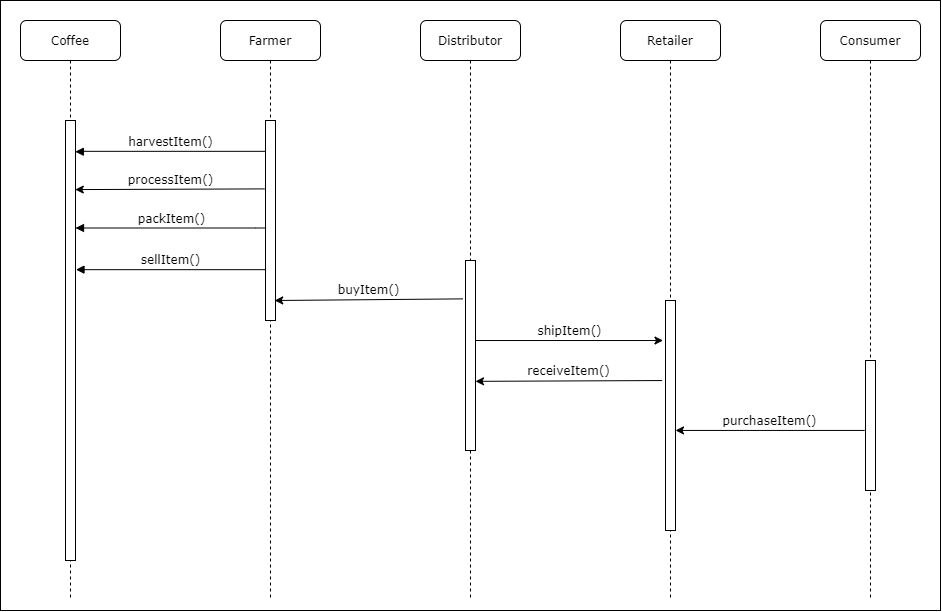 Coffee
Farmer
Distributor
Retailer
Consumer
harvestItem()
processItem()
packItem()
sellItem()
buyItem()
shipItem()
receiveItem()
purchaseItem()